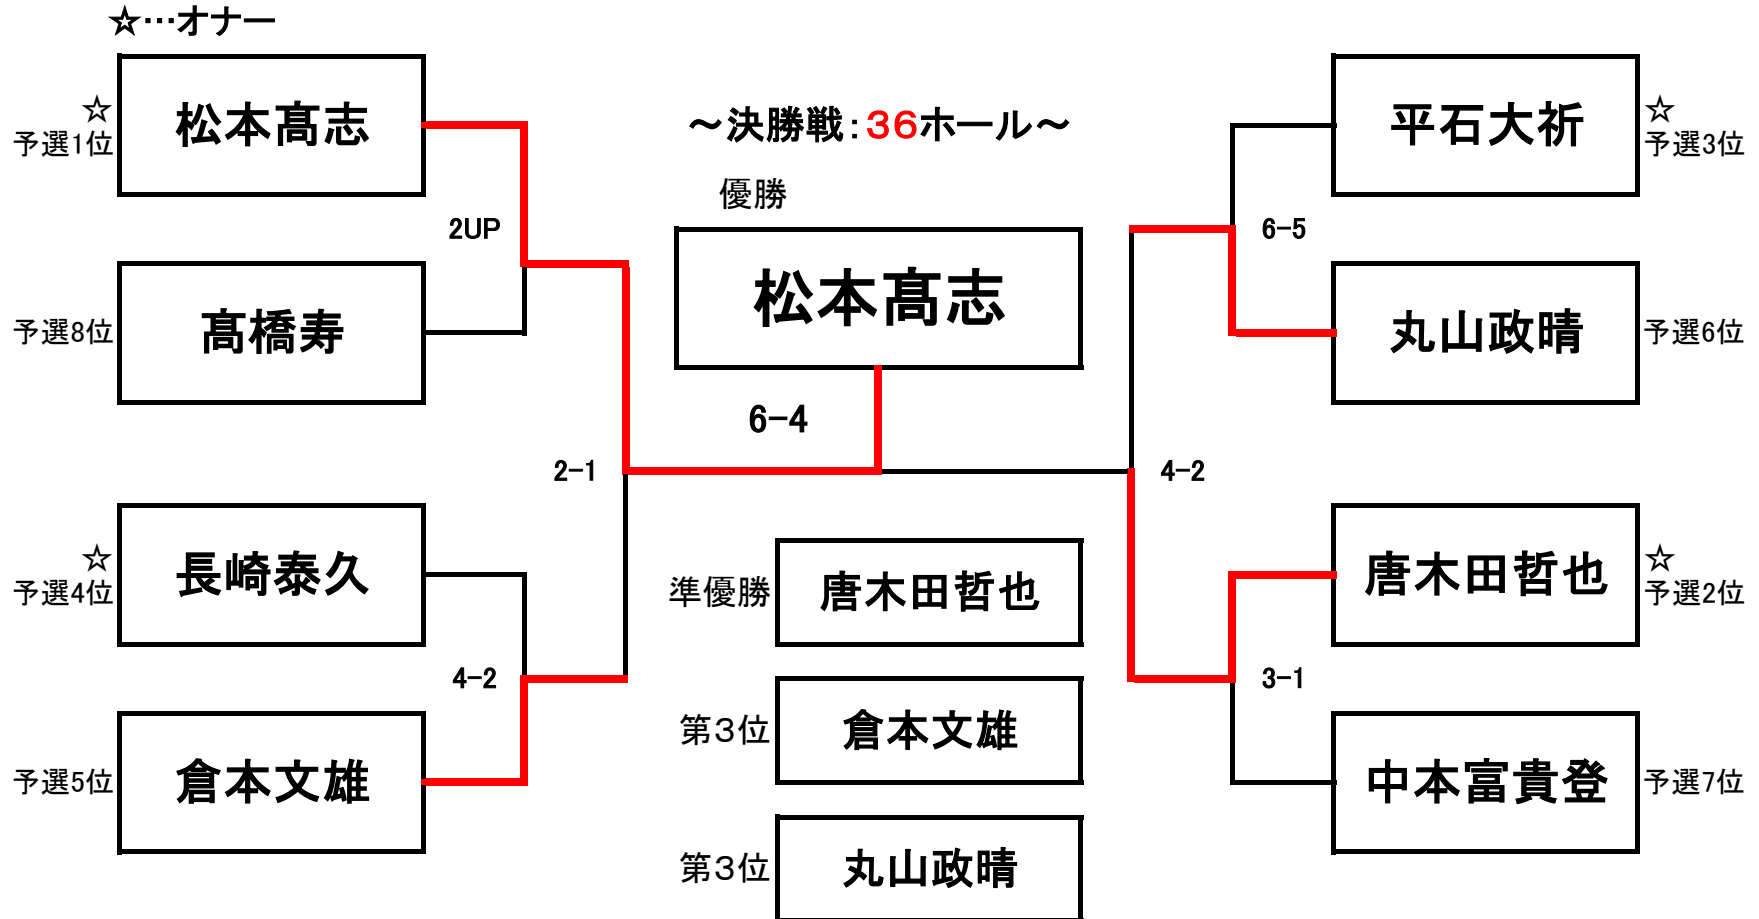 ☆…オナー
☆
予選1位
松本髙志
～決勝戦：３６ホール～
平石大祈
☆
予選3位
優勝
2UP
6-5
松本髙志
予選8位
髙橋寿
丸山政晴
予選6位
6-4
2-1
4-2
☆
予選4位
長崎泰久
準優勝
唐木田哲也
唐木田哲也
☆
予選2位
4-2
3-1
第３位
倉本文雄
予選5位
倉本文雄
中本富貴登
予選7位
第３位
丸山政晴